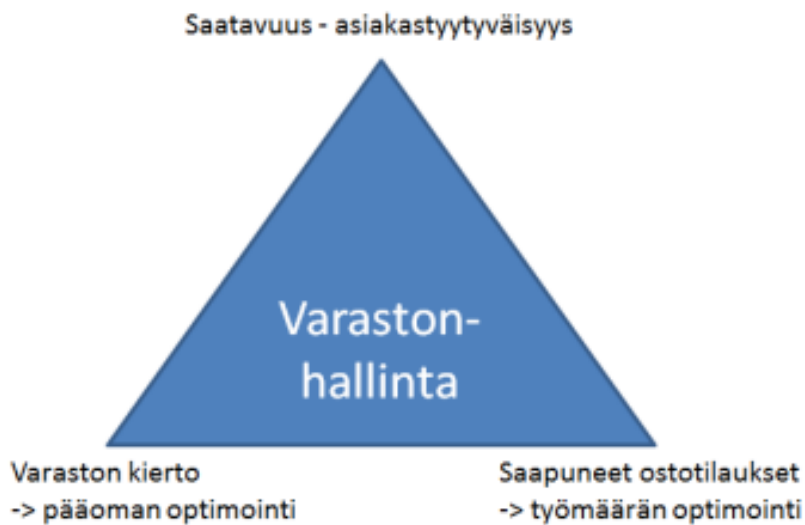 Saatavuus - asiakastyytyväisyys
Varaston-
hallinta
Varaston kierto
-> pääoman optimointi
Saapuneet ostotilaukset
-> työmäärän optimointi